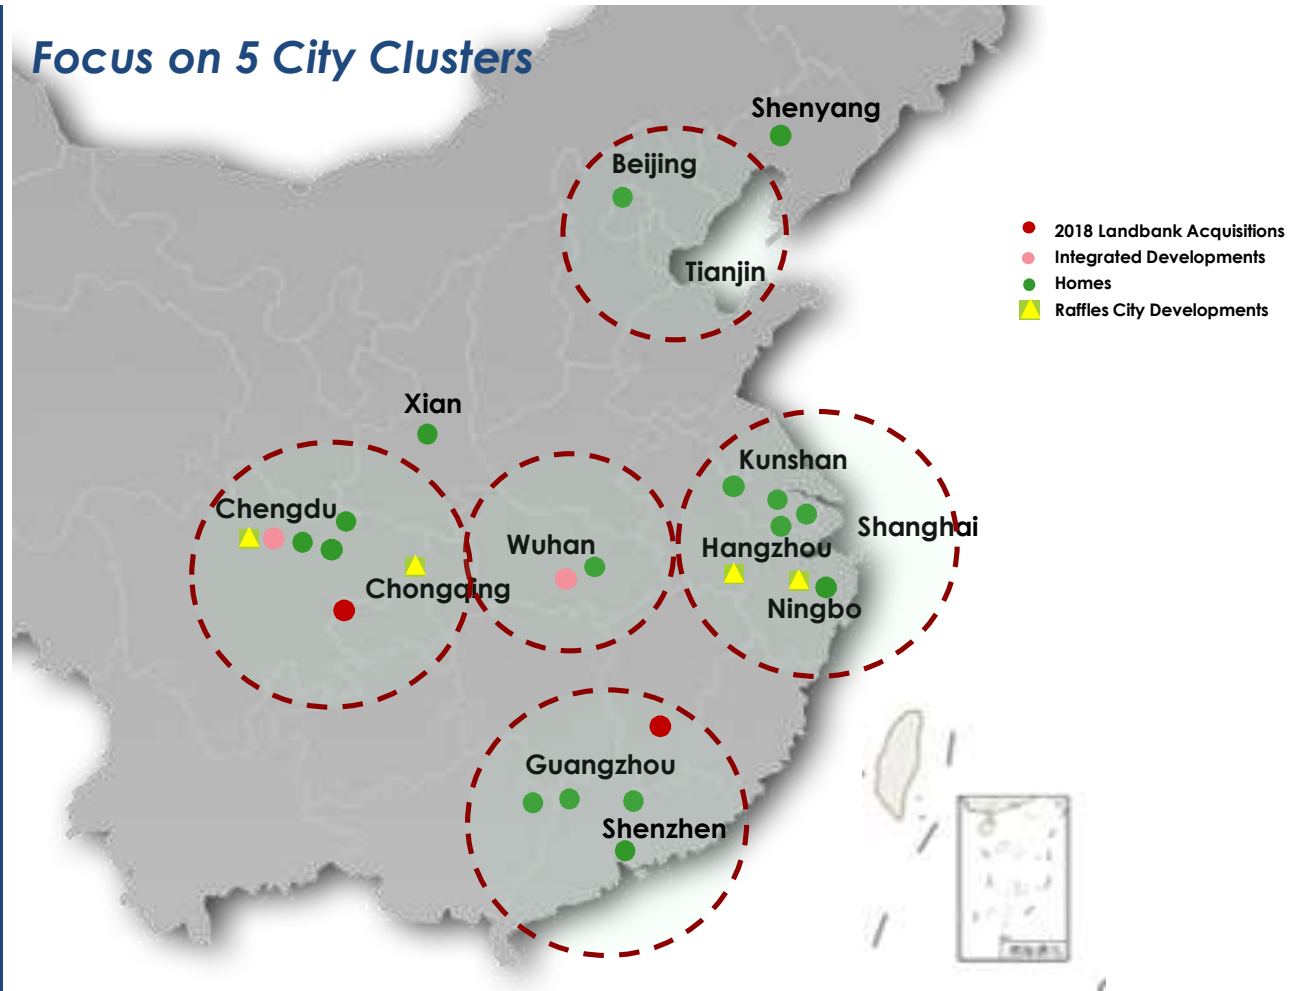 Focus on 5 City Clusters
Shenyang
Beijing
Tianjin
2018 Landbank Acquisitions
Integrated Developments
Homes
Raffles City Developments
Xian
Kunshan
Chengdu
Shanghai
Wuhan
Hangzhou
Chongqing
Ningbo
Guangzhou
Shenzhen